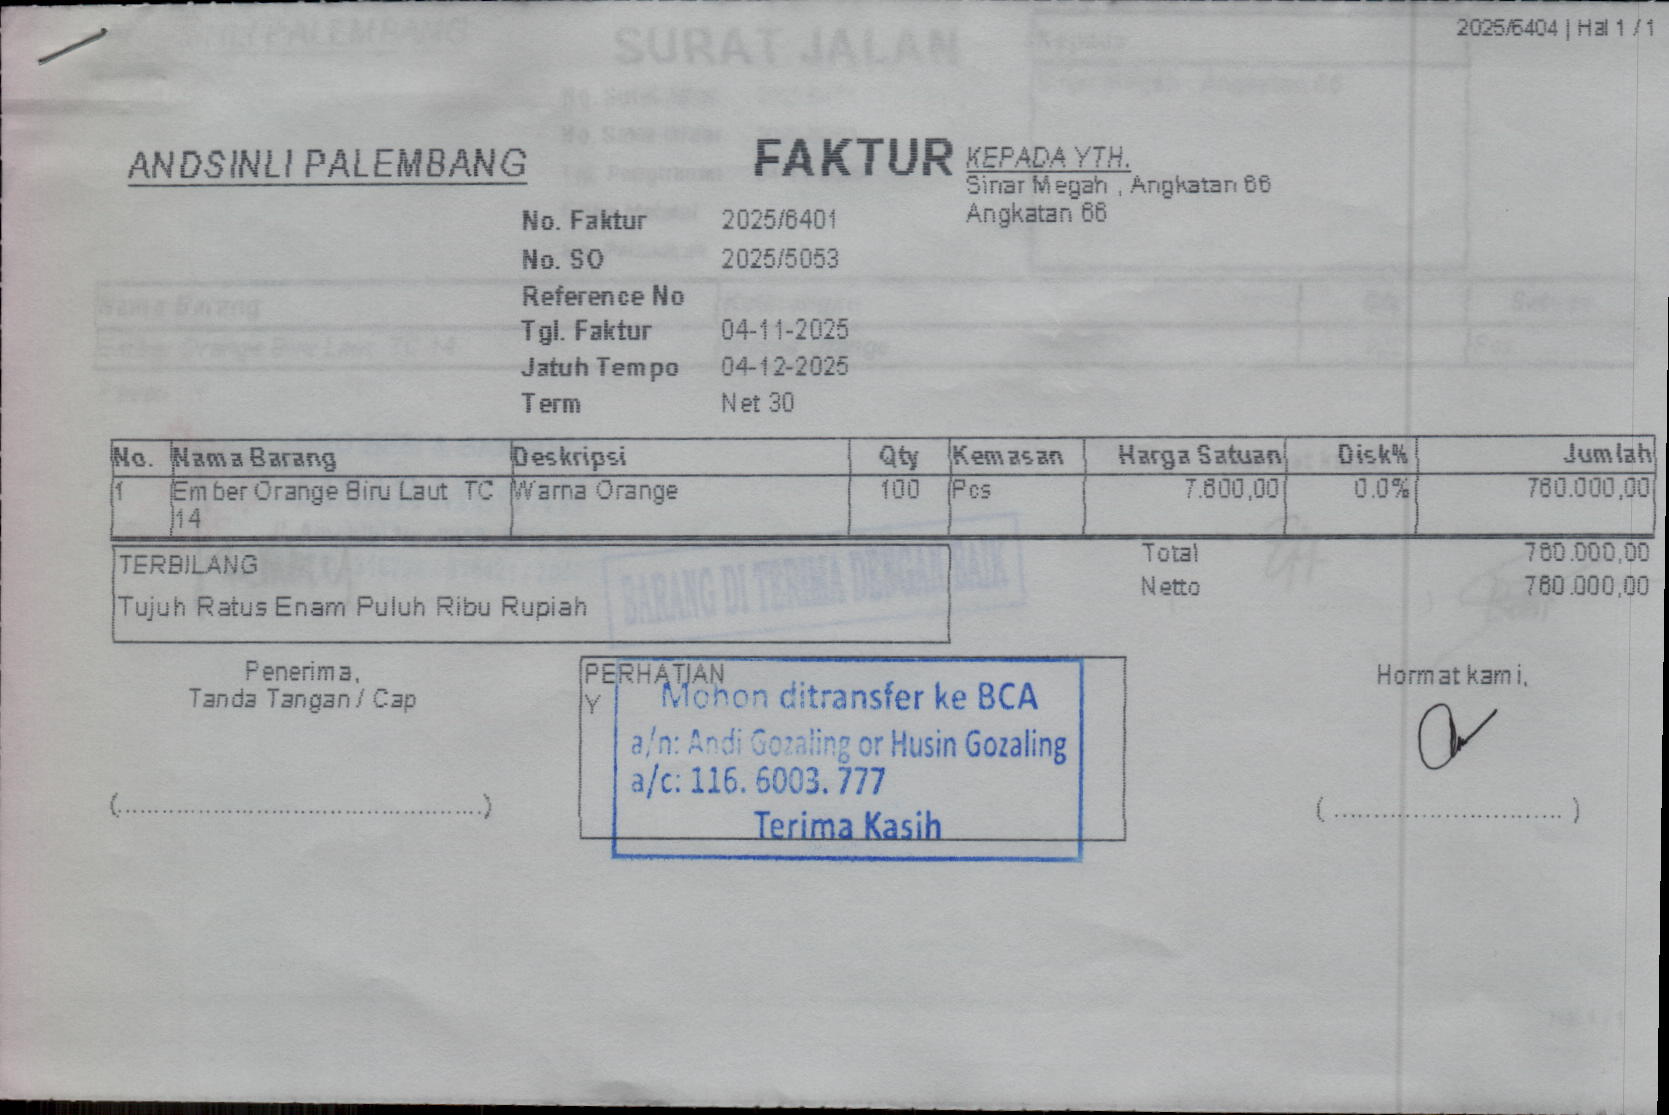 2025/6404 | Hal 1 / 1
ANDSINLI PALEMBANG
FAKTUR
KEPADA YTH.
Sinar Megah , Angkatan 66
Angkatan 66
No. Faktur 2025/6401
No. SO 2025/5053
Reference No
Tgl. Faktur 04-11-2025
Jatuh Tempo 04-12-2025
Term Net 30
No. Nama Barang Deskripsi Qty Kemasan Harga Satuan Disk% Jumlah
1 Ember Orange Biru Laut TC 14 Warna Orange 100 Pcs 7.600,00 0.0% 760.000,00
Total 760.000,00
Netto 760.000,00
TERBILANG
Tujuh Ratus Enam Puluh Ribu Rupiah
BARANG DI TERIMA DENGAN BAIK
Penerima,
Tanda Tangan / Cap
PERHATIAN
Y
Mohon ditransfer ke BCA
a/n: Andi Gozaling or Husin Gozaling
a/c: 116. 6003. 777
Terima Kasih
Hormat kami,
SURAT JALAN